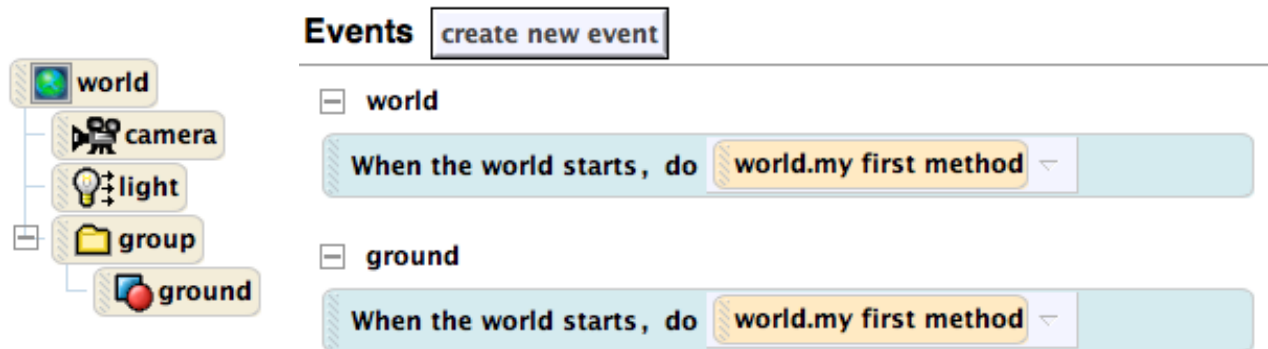 Events create new event
world
camera
light
group
ground
world
When the world starts, do world.my first method
ground
When the world starts, do world.my first method